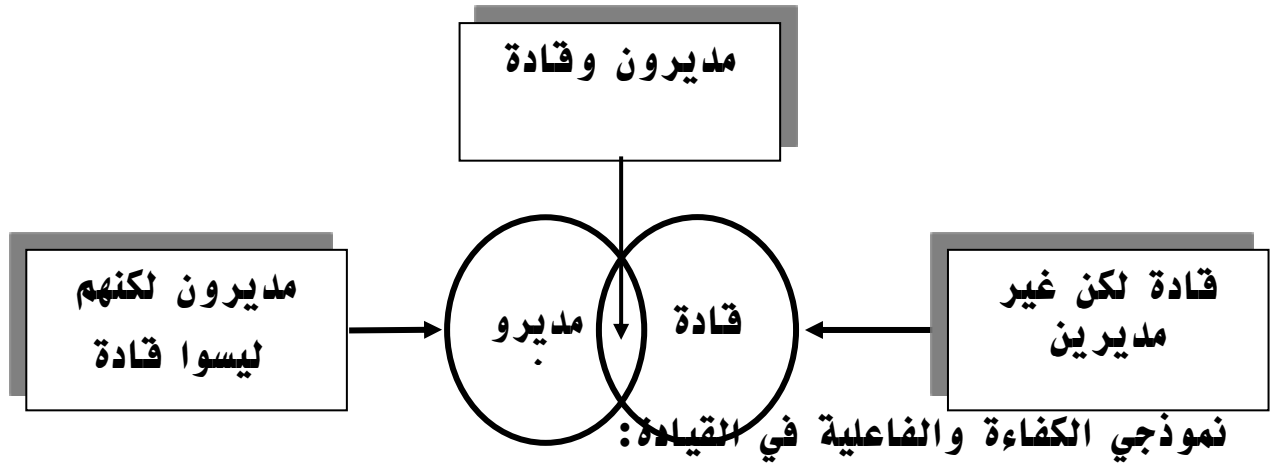 مديرون وقادة
قادة لكن غير
مديرين
قادة
مديرو
مديرون لكنهم
ليسوا قادة
نموذجي الكفاءة والفاعلية في القيادة: